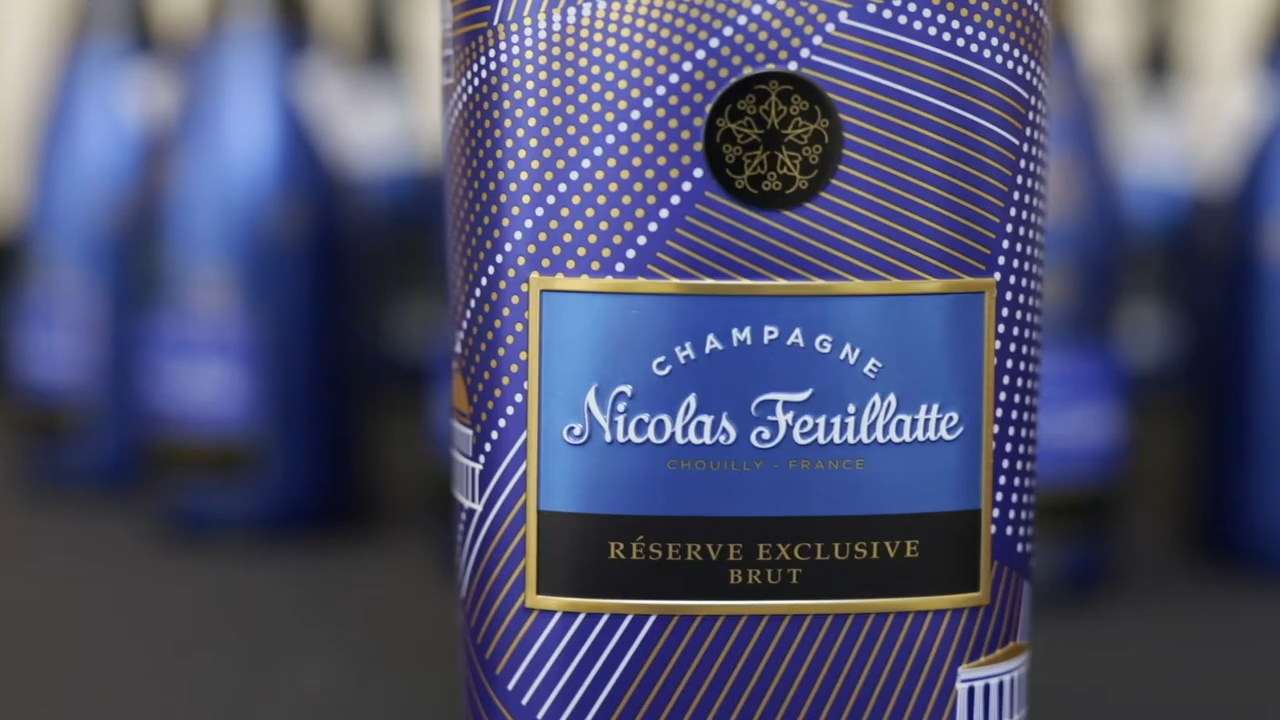 CHAMPAGNE
Nicolas Feuillatte
CHOUILLY - FRANCE
RÉSERVE EXCLUSIVE
BRUT